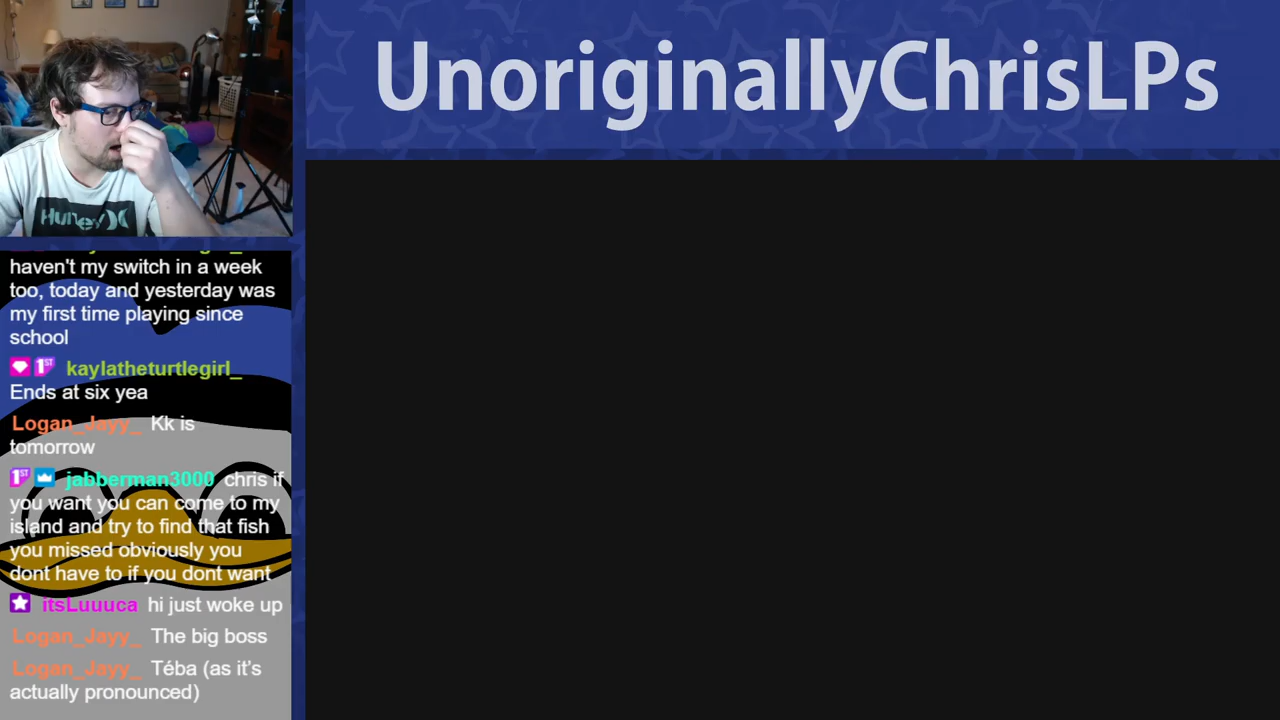 UnoriginallyChrisLPs
Hurley
haven't my switch in a week
too, today and yesterday was
my first time playing since
school
1ST kaylatheturtlegirl_
Ends at six yea
Logan_Jayy_ Kk is
tomorrow
1ST jabberman3000 chris if
you want you can come to my
island and try to find that fish
you missed obviously you
dont have to if you dont want
itsLuuuca hi just woke up
Logan_Jayy_ The big boss
Logan_Jayy_ Téba (as it's
actually pronounced)